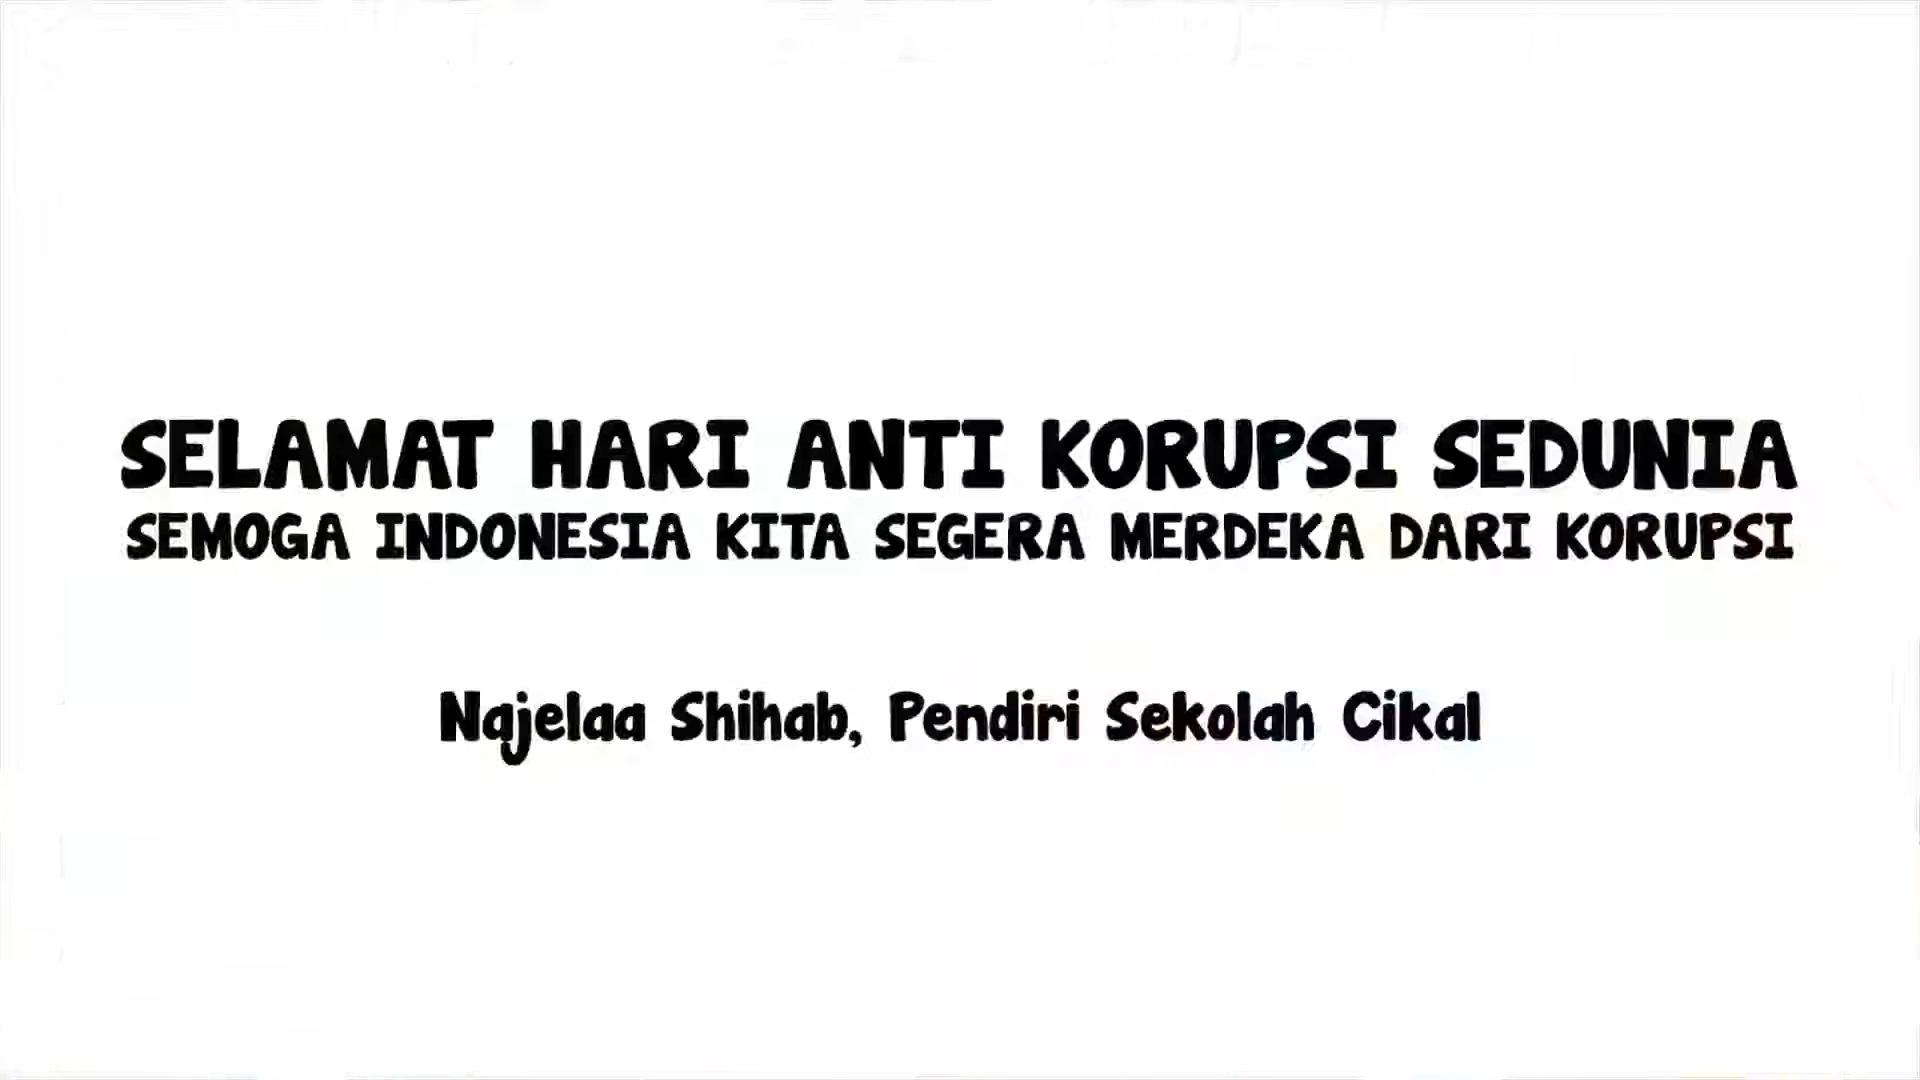 SELAMAT HARI ANTI KORUPSI SEDUNIA
SEMOGA INDONESIA KITA SEGERA MERDEKA DARI KORUPSI
Najelaa Shihab, Pendiri Sekolah Cikal